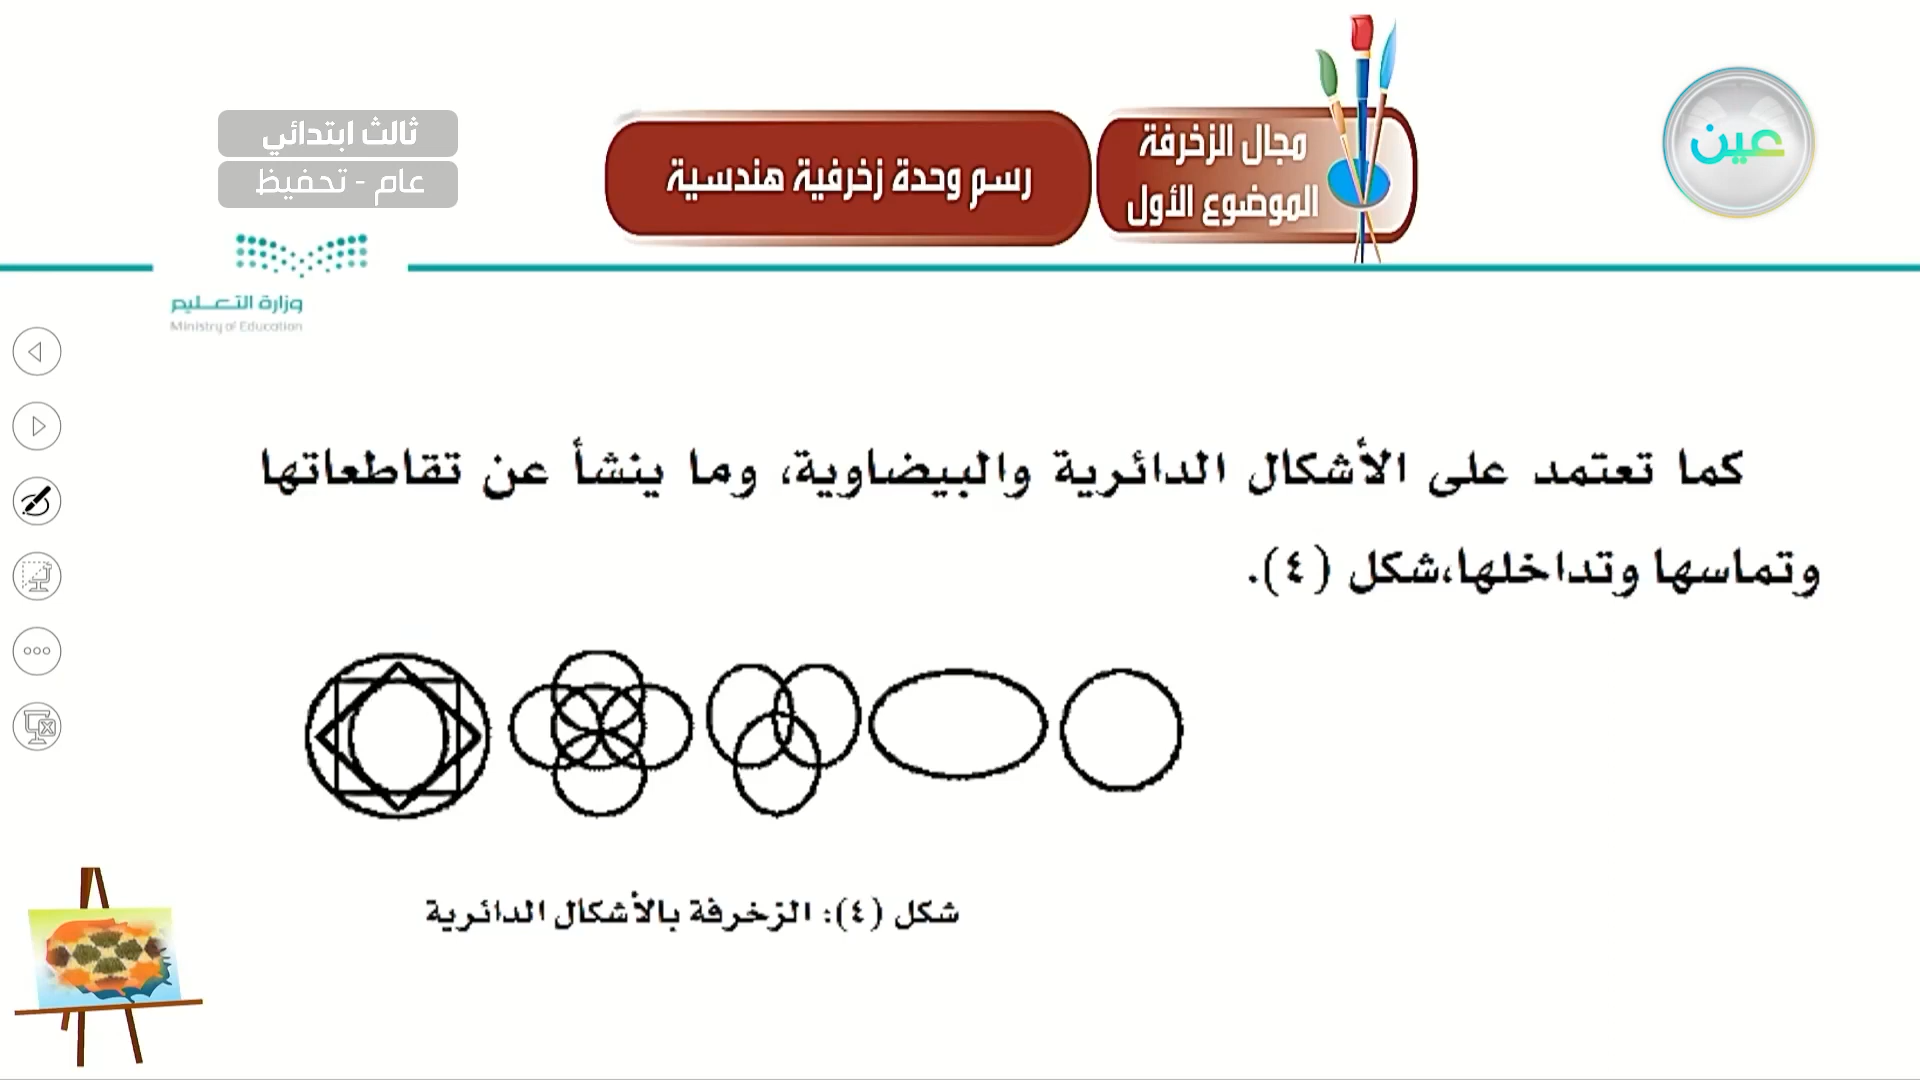 عين
مجال الزخرفة
الموضوع الأول
رسم وحدة زخرفية هندسية
ثالث ابتدائي
عام - تحفيظ
وزارة التعليم
Ministry of Education
كما تعتمد على الأشكال الدائرية والبيضاوية، وما ينشأ عن تقاطعاتها
وتماسها وتداخلها،شكل (٤).
شكل (٤): الزخرفة بالأشكال الدائرية